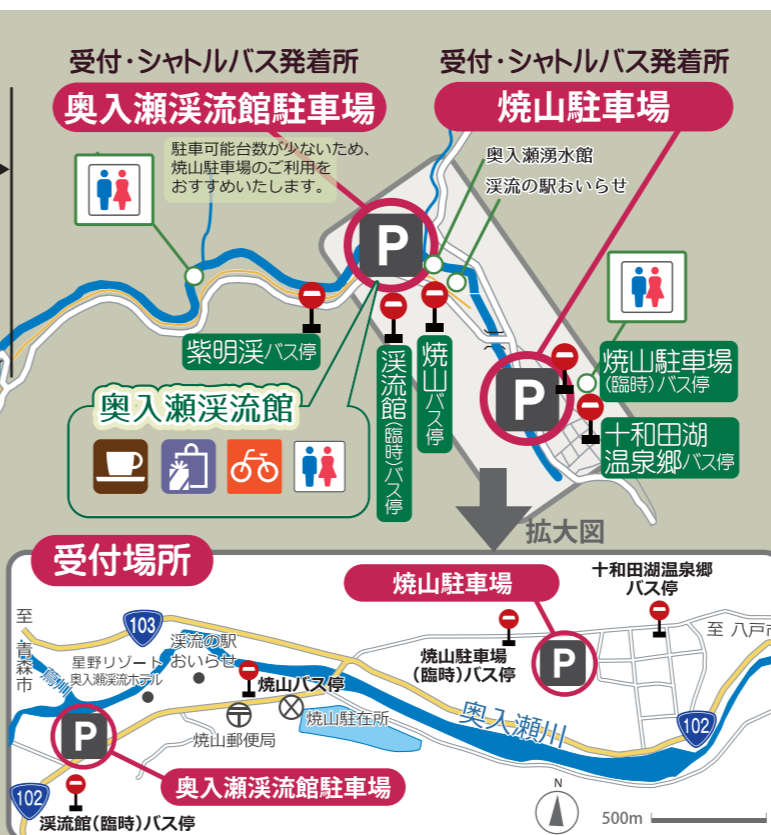 受付・シャトルバス発着所
奥入瀬渓流館駐車場
駐車可能台数が少ないため、
焼山駐車場のご利用を
おすすめいたします。
受付・シャトルバス発着所
焼山駐車場
奥入瀬湧水館
渓流の駅おいらせ
P
紫明渓バス停
渓流館(臨時)バス停
焼山バス停
P
焼山駐車場
(臨時)バス停
十和田湖
温泉郷バス停
奥入瀬渓流館
拡大図
受付場所
焼山駐車場
十和田湖温泉郷
バス停
至 青森市
103
渓流の駅
おいらせ
星野リゾート
奥入瀬渓流ホテル
焼山バス停
焼山駐車場
(臨時)バス停
P
至 八戸市
P
焼山郵便局
焼山駐在所
奥入瀬川
102
奥入瀬渓流館駐車場
102
渓流館(臨時)バス停
N
500m